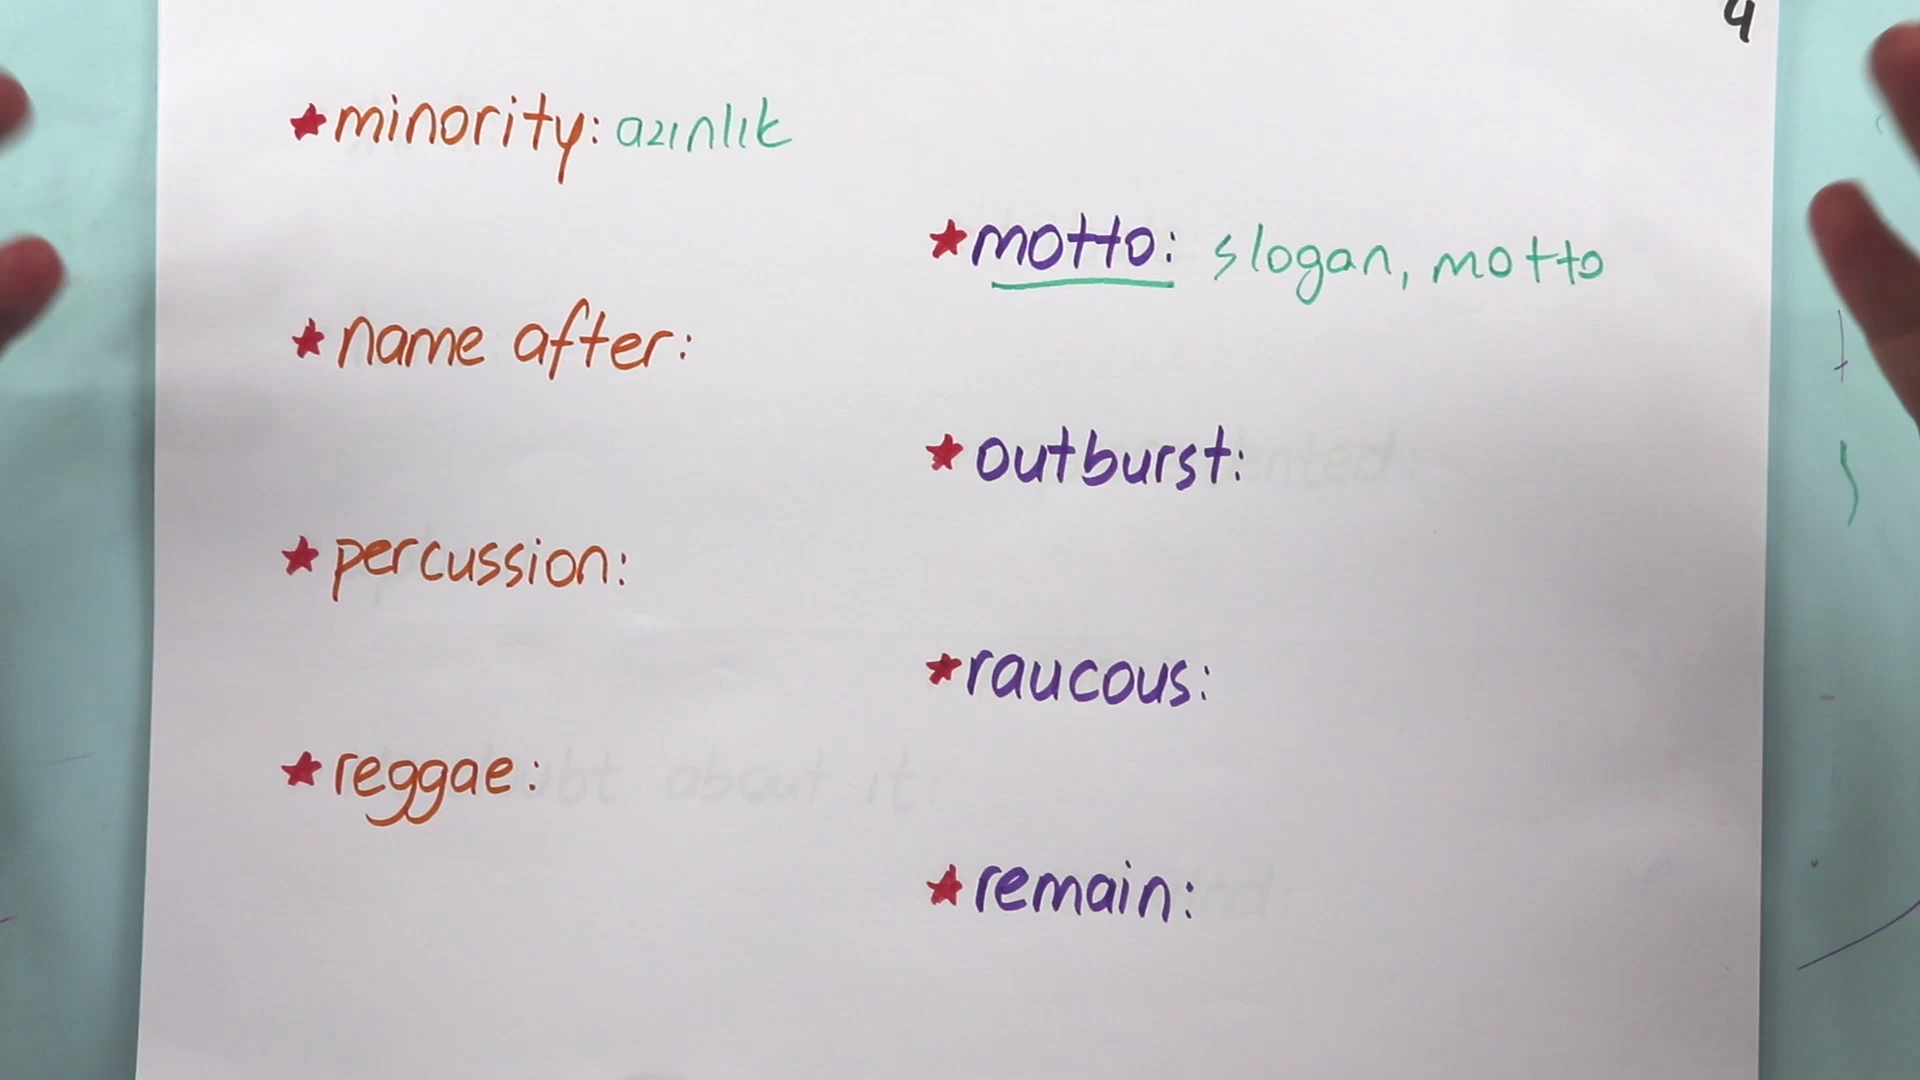 4
★ minority: azınlık
★ motto: slogan, motto
★ name after:
★ outburst:
★ percussion:
★ raucous:
★ reggae:
★ remain: